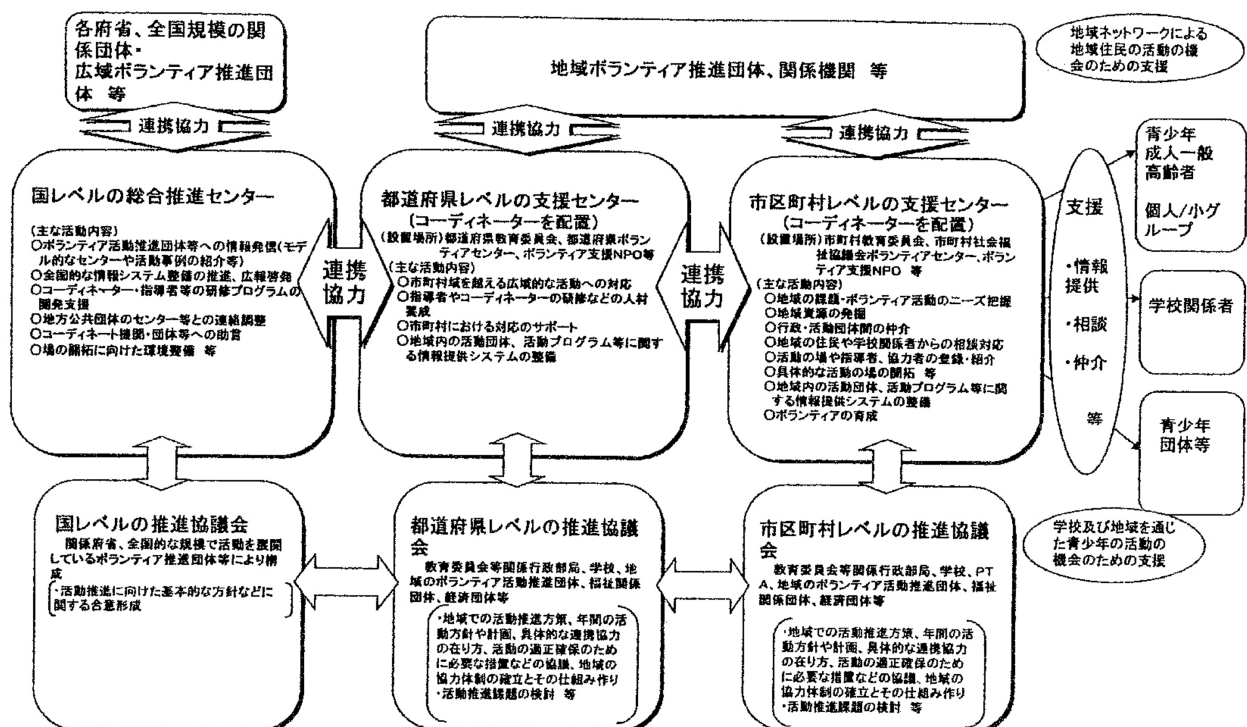 各府省、全国規模の関
係団体・
広域ボランティア推進団
体 等
地域ボランティア推進団体、関係機関 等
地域ネットワークによる
地域住民の活動の機
会のための支援
連携協力
連携協力
連携協力
国レベルの総合推進センター
(主な活動内容)
○ボランティア活動推進団体等への情報発信(モデ
ル的なセンターや活動事例の紹介等)
○全国的な情報システム整備の推進、広報啓発
○コーディネーター・指導者等の研修プログラムの
開発支援
○地方公共団体のセンター等との連絡調整
○コーディネート機関・団体等への助言
○場の開拓に向けた環境整備 等
連携
協力
都道府県レベルの支援センター
(コーディネーターを配置)
(設置場所)都道府県教育委員会、都道府県ボラン
ティアセンター、ボランティア支援NPO等
(主な活動内容)
○市町村域を越える広域的な活動への対応
○指導者やコーディネーターの研修などの人材
養成
○市町村における対応のサポート
○地域内の活動団体、活動プログラム等に関す
る情報提供システムの整備
連携
協力
市区町村レベルの支援センター
(コーディネーターを配置)
(設置場所)市町村教育委員会、市町村社会福
祉協議会ボランティアセンター、ボラン
ティア支援NPO 等
(主な活動内容)
○地域の課題・ボランティア活動のニーズ把握
○地域資源の発掘
○行政・活動団体間の仲介
○地域の住民や学校関係者からの相談対応
○活動の場や指導者、協力者の登録・紹介
○具体的な活動の場の開拓 等
○地域内の活動団体、活動プログラム等に関
する情報提供システムの整備
○ボランティアの育成
支援
・情報
提供
・相談
・仲介
等
青少年
成人一般
高齢者
個人/小グ
ループ
学校関係者
青少年
団体等
国レベルの推進協議会
関係府省、全国的な規模で活動を展開
しているボランティア推進団体等により構
成
・活動推進に向けた基本的な方針などに
関する合意形成
都道府県レベルの推進協議
会
教育委員会等関係行政部局、学校、地
域のボランティア活動推進団体、福祉関係
団体、経済団体等
・地域での活動推進方策、年間の活
動方針や計画、具体的な連携協力
の在り方、活動の適正確保のため
に必要な措置などの協議、地域の
協力体制の確立とその仕組み作り
・活動推進課題の検討 等
市区町村レベルの推進協議
会
教育委員会等関係行政部局、学校、PT
A、地域のボランティア活動推進団体、福祉
関係団体、経済団体等
・地域での活動推進方策、年間の活
動方針や計画、具体的な連携協力
の在り方、活動の適正確保のため
に必要な措置などの協議、地域の
協力体制の確立とその仕組み作り
・活動推進課題の検討 等
学校及び地域を通じ
た青少年の活動の
機会のための支援